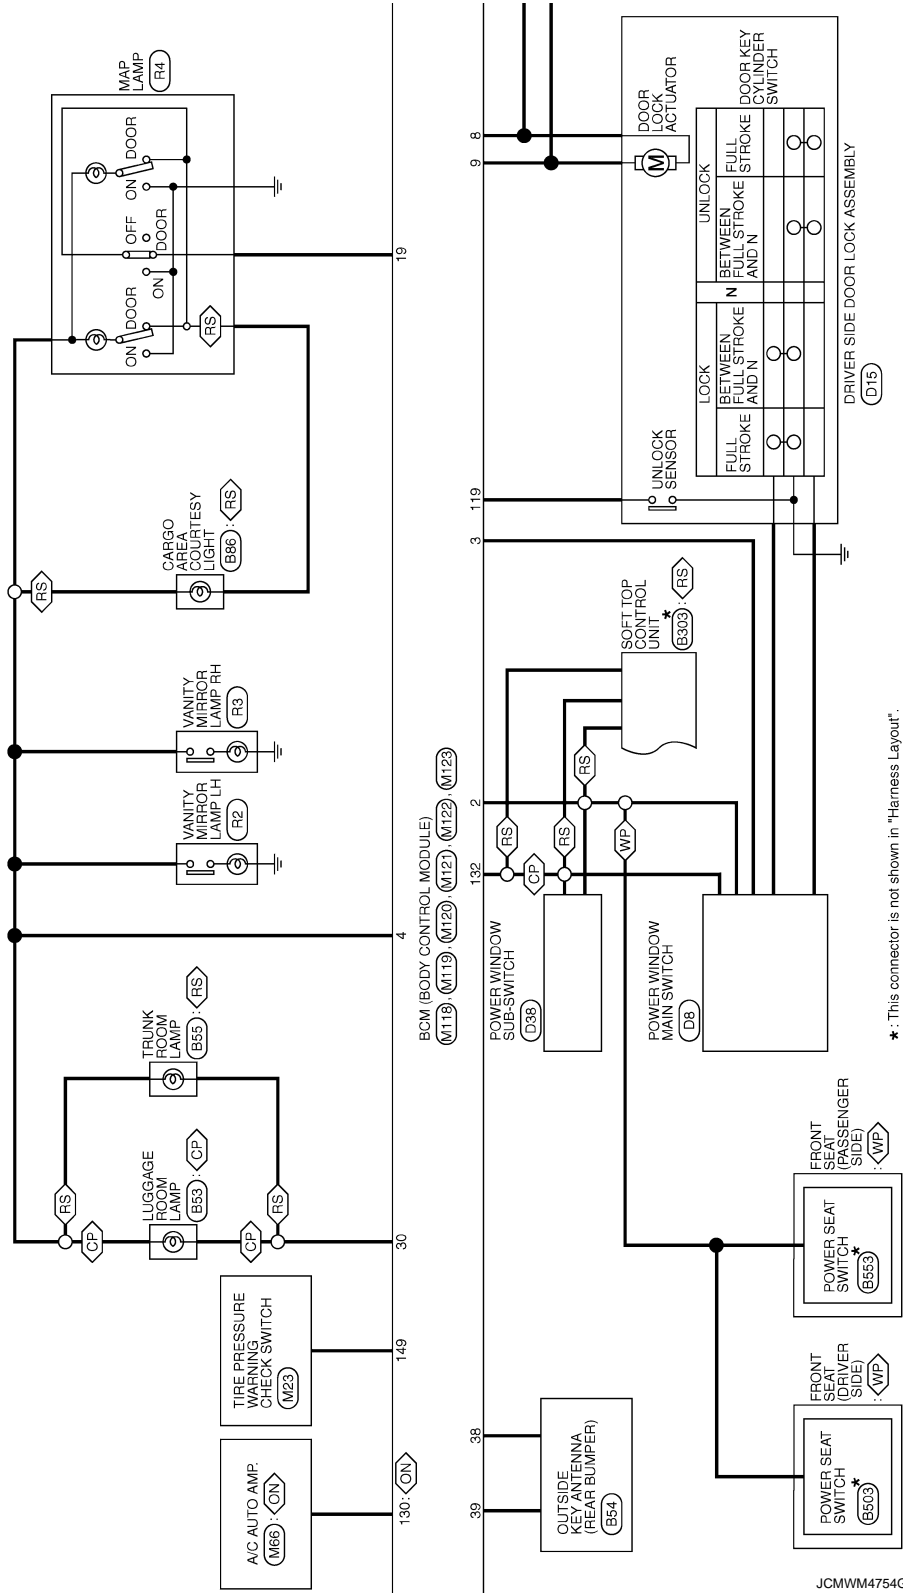 A/C AUTO AMP.
M66 : ON
130: ON
TIRE PRESSURE
WARNING
CHECK SWITCH
M23
149
LUGGAGE
ROOM
LAMP
B53 : CP
CP
CP
30
TRUNK
ROOM
LAMP
B55 : RS
RS
RS
4
VANITY
MIRROR
LAMP LH
R2
VANITY
MIRROR
LAMP RH
R3
CARGO
AREA
COURTESY
LIGHT
B86 : RS
RS
MAP
LAMP
R4
ON
DOOR
ON
OFF
DOOR
ON
DOOR
RS
19
BCM (BODY CONTROL MODULE)
M118 , M119 , M120 , M121 , M122 , M123
39
38
132
2
3
119
9
8
OUTSIDE
KEY ANTENNA
(REAR BUMPER)
B54
POWER WINDOW
SUB-SWITCH
D38
RS
CP
RS
RS
WP
SOFT TOP
CONTROL
UNIT *
B303 : RS
POWER WINDOW
MAIN SWITCH
D8
FRONT
SEAT
(DRIVER
SIDE)
: WP
POWER SEAT
SWITCH *
B503
FRONT
SEAT
(PASSENGER
SIDE)
: WP
POWER SEAT
SWITCH *
B553
UNLOCK
SENSOR
DOOR
LOCK
ACTUATOR
M
LOCK
N
UNLOCK
FULL
STROKE
BETWEEN
FULL STROKE
AND N
BETWEEN
FULL STROKE
AND N
FULL
STROKE
DOOR KEY
CYLINDER
SWITCH
DRIVER SIDE DOOR LOCK ASSEMBLY
D15
* : This connector is not shown in "Harness Layout".
JCMWM4754G